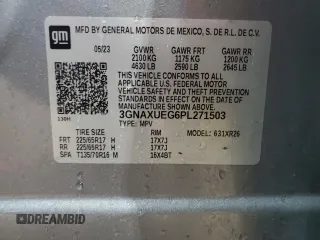 gm
MFD BY GENERAL MOTORS DE MEXICO, S. DE R.L. DE C.V.
05/23 GVWR GAWR FRT GAWR RR
2100 KG 1175 KG 1200 KG
4630 LB 2590 LB 2645 LB
THIS VEHICLE CONFORMS TO ALL APPLICABLE
U.S. FEDERAL MOTOR VEHICLE SAFETY, BUMPER, AND
THEFT PREVENTION STANDARDS IN EFFECT ON THE
DATE OF MANUFACTURE SHOWN ABOVE.
3GNAXUEG6PL271503
TYPE: MPV
MODEL: 631XR26
TIRE SIZE RIM
FRT 225/65R17 H 17X7J
RR 225/65R17 H 17X7J
SPA T135/70R16 M 16X4BT
DEMOABID